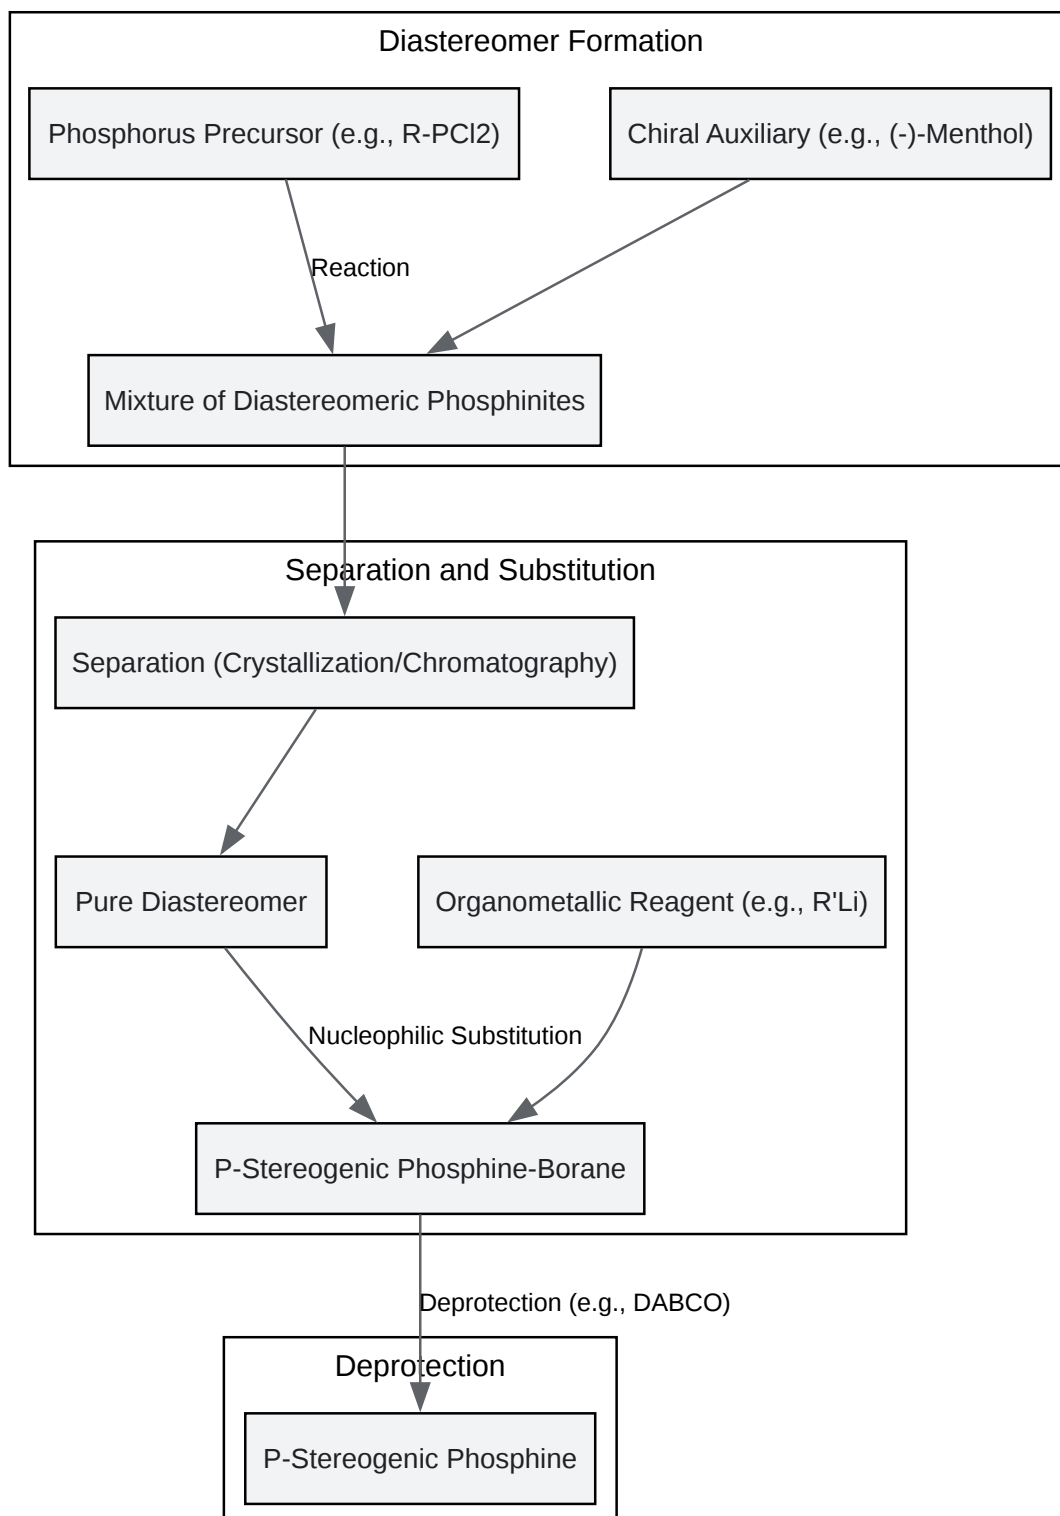 Diastereomer Formation
Phosphorus Precursor (e.g., R-PCl2)
Chiral Auxiliary (e.g., (-)-Menthol)
Reaction
Mixture of Diastereomeric Phosphinites
Separation and Substitution
Separation (Crystallization/Chromatography)
Pure Diastereomer
Organometallic Reagent (e.g., R'Li)
Nucleophilic Substitution
P-Stereogenic Phosphine-Borane
Deprotection (e.g., DABCO)
Deprotection
P-Stereogenic Phosphine